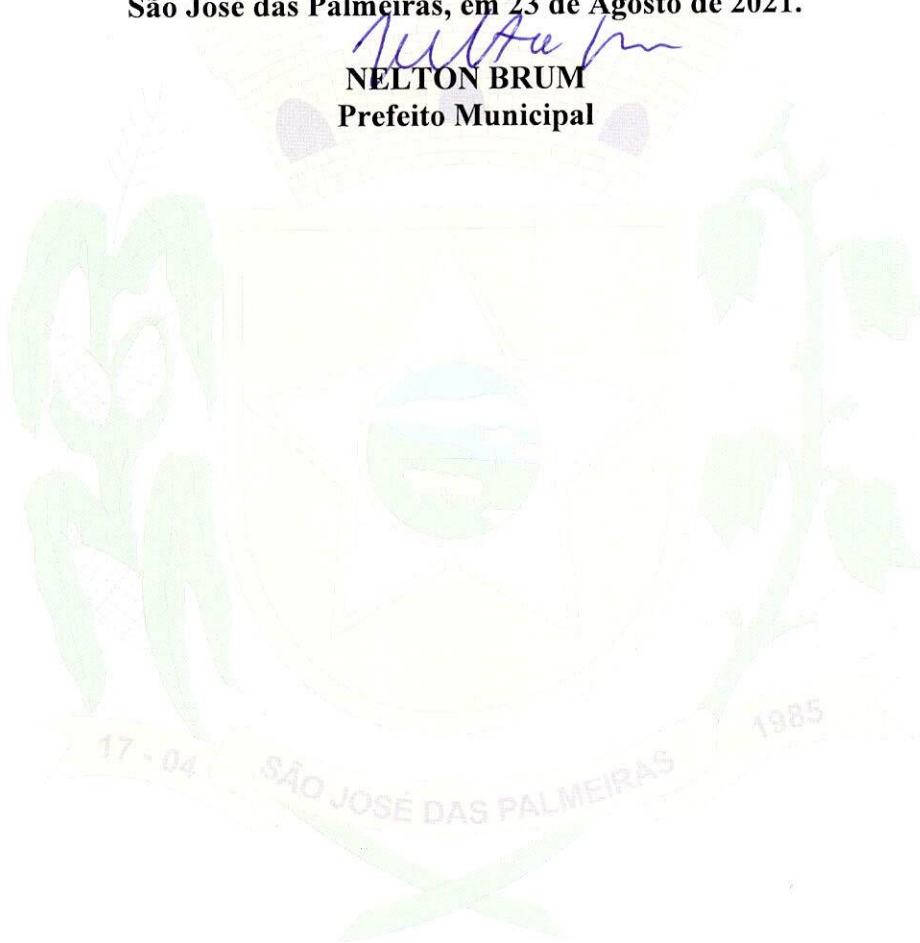 São José das Palmeiras, em 23 de Agosto de 2021.
NELTON BRUM
Prefeito Municipal
17 - 04 SÃO JOSÉ DAS PALMEIRAS 1985